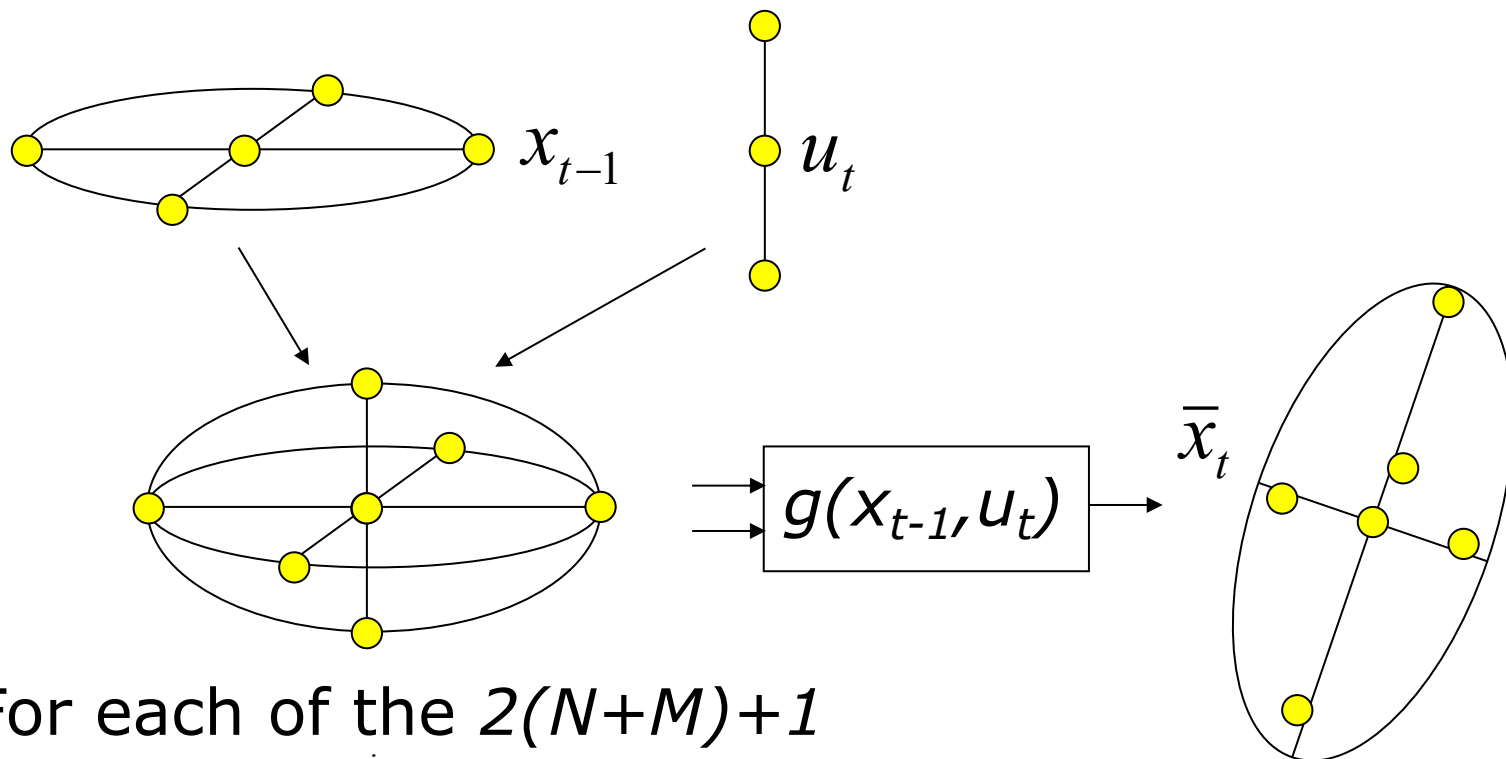 x_{t-1}
u_t
x̄_t
g(x_{t-1},u_t)
For each of the 2(N+M)+1